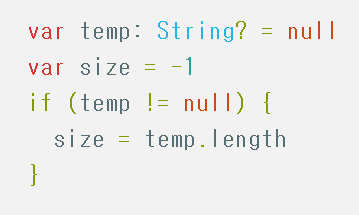 var temp: String? = null
var size = -1
if (temp != null) {
  size = temp.length
}